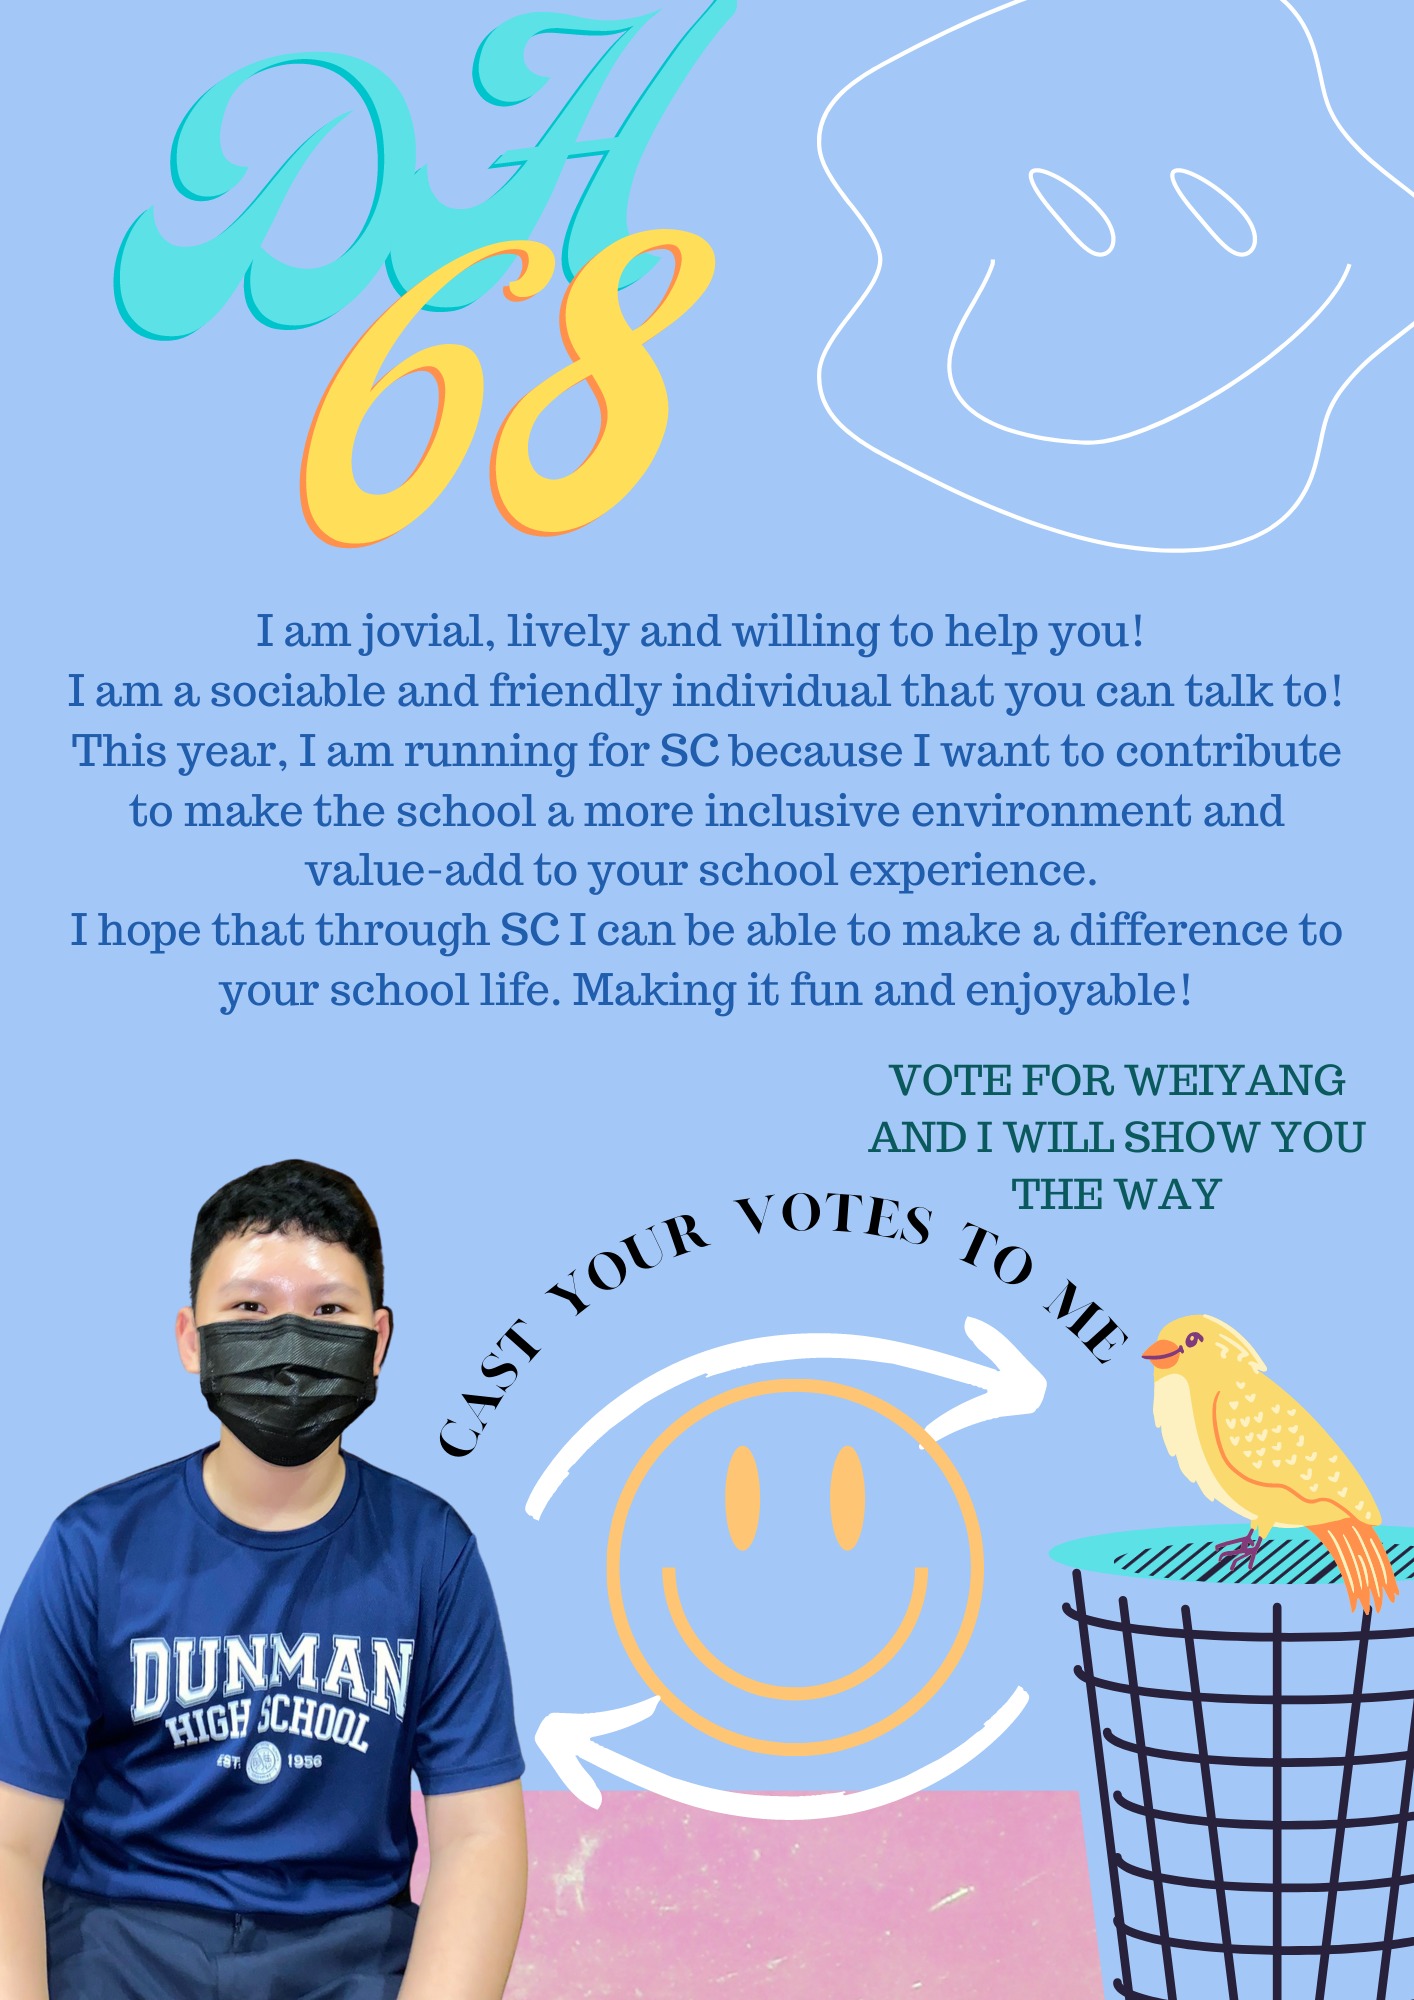 DH
68
I am jovial, lively and willing to help you!
I am a sociable and friendly individual that you can talk to!
This year, I am running for SC because I want to contribute
to make the school a more inclusive environment and
value-add to your school experience.
I hope that through SC I can be able to make a difference to
your school life. Making it fun and enjoyable!
VOTE FOR WEIYANG
AND I WILL SHOW YOU
THE WAY
CAST YOUR VOTES TO ME
DUNMAN
HIGH SCHOOL
EST. 1956